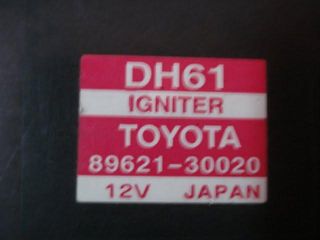 DH61
IGNITER
TOYOTA
89621-30020
12V JAPAN